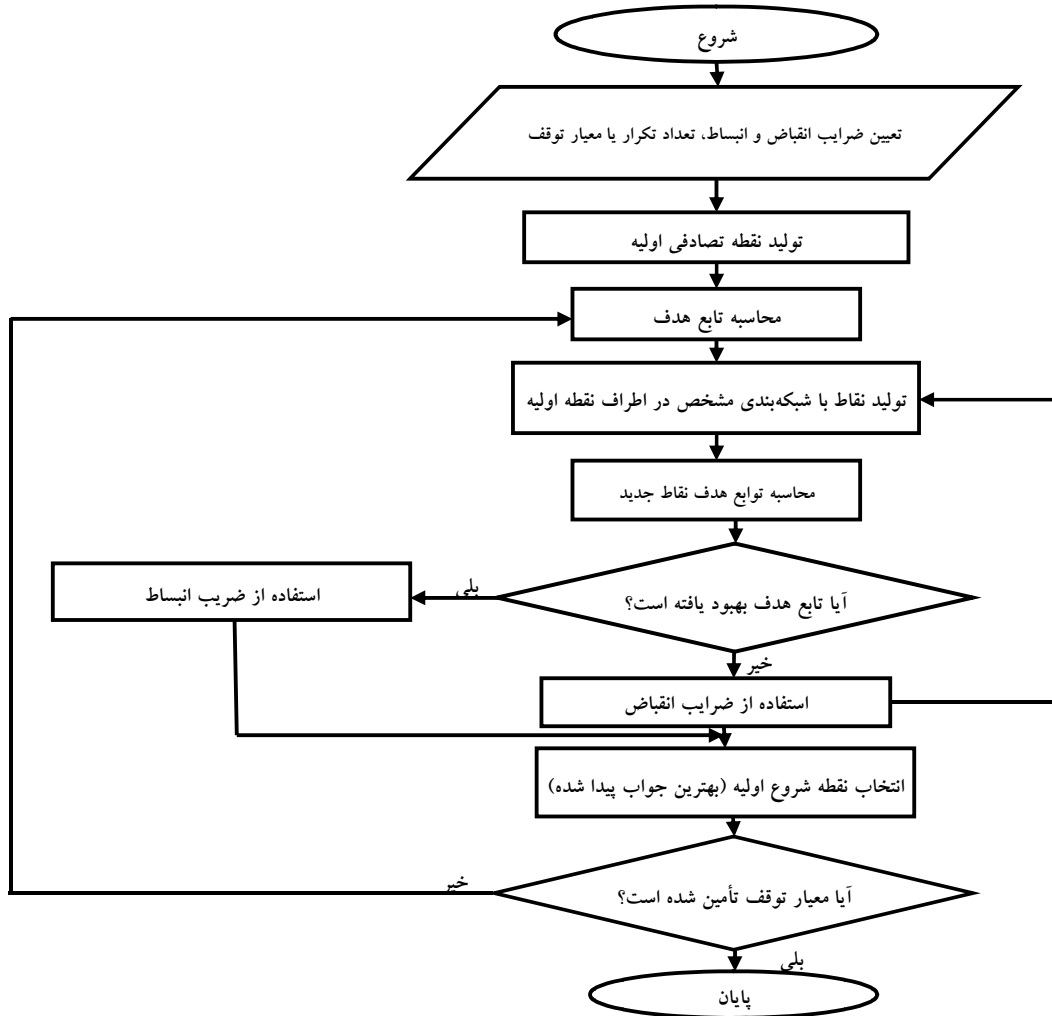 شروع
تعیین ضرایب انقباض و انبساط، تعداد تکرار یا معیار توقف
تولید نقطه تصادفی اولیه
محاسبه تابع هدف
تولید نقاط با شبکه‌بندی مشخص در اطراف نقطه اولیه
محاسبه توابع هدف نقاط جدید
آیا تابع هدف بهبود یافته است؟
بلی
استفاده از ضریب انبساط
خیر
استفاده از ضرایب انقباض
انتخاب نقطه شروع اولیه (بهترین جواب پیدا شده)
آیا معیار توقف تأمین شده است؟
خیر
بلی
پایان